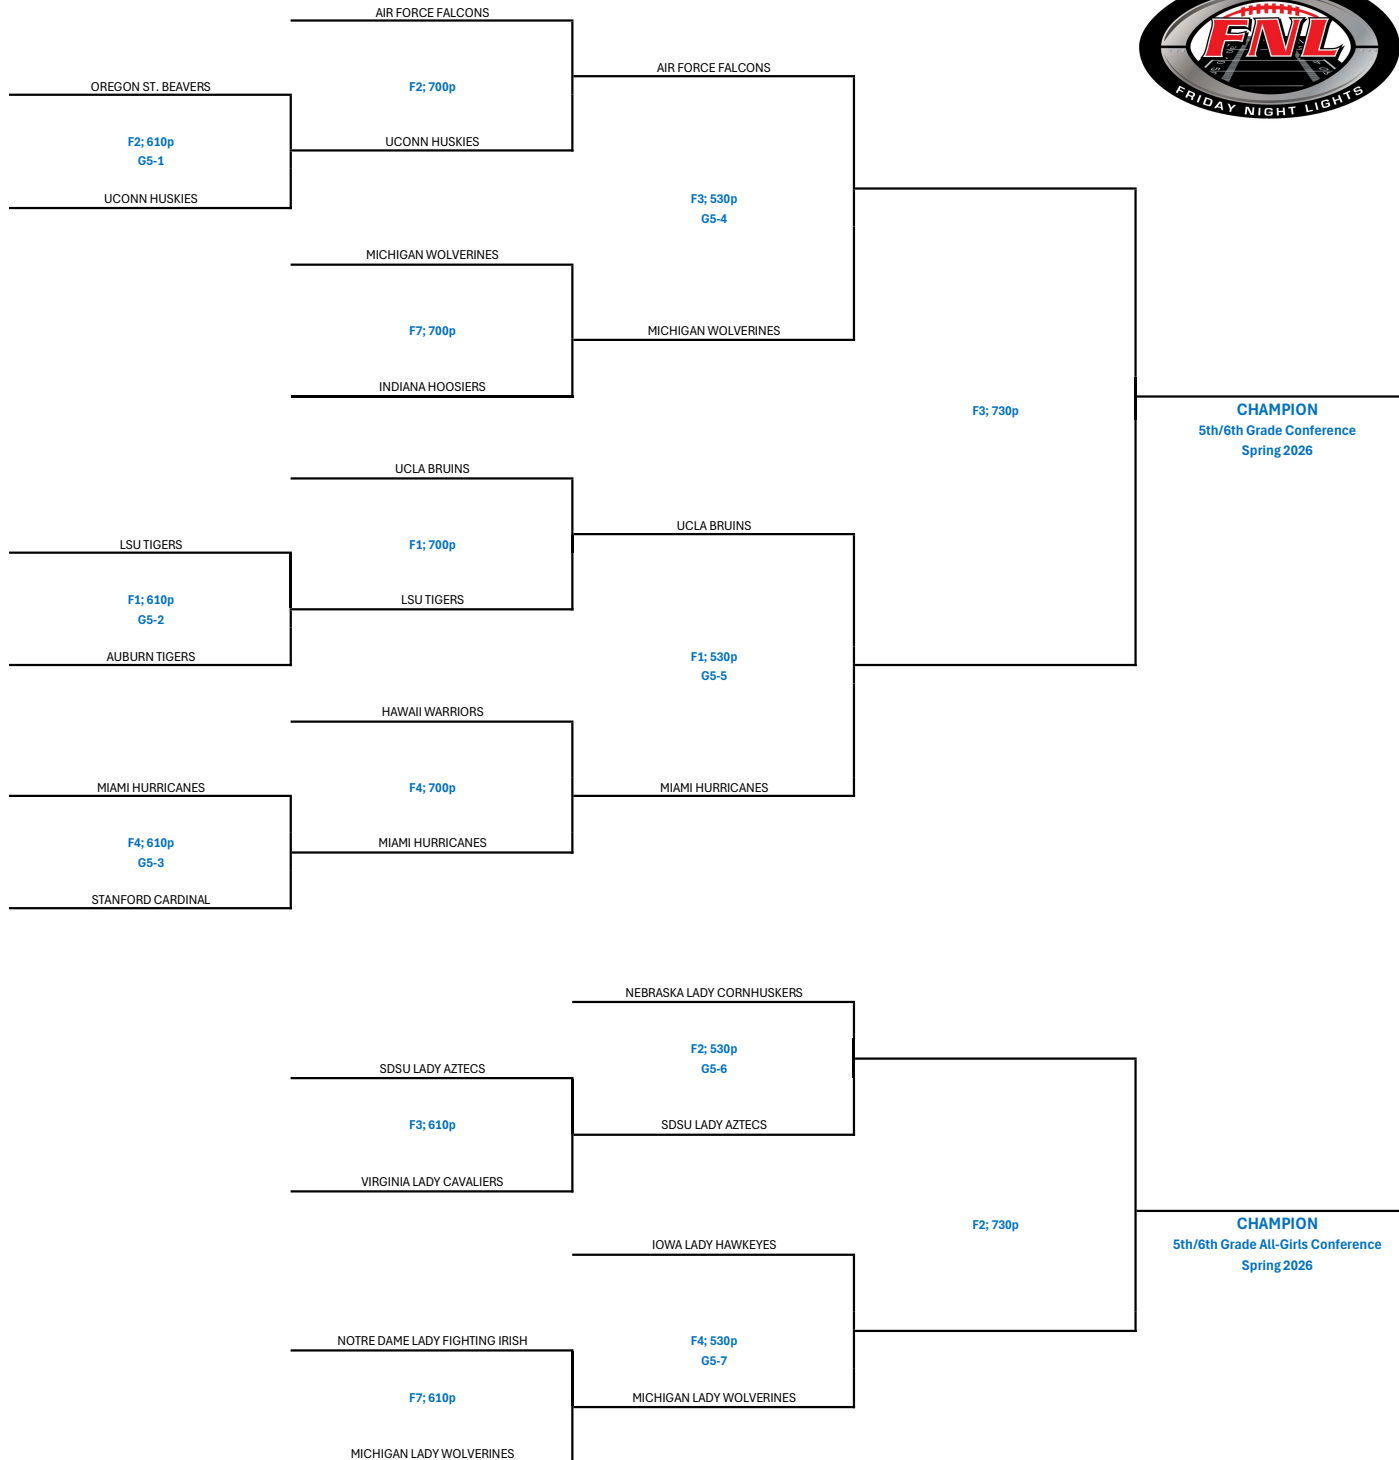 AIR FORCE FALCONS
FNL
FRIDAY NIGHT LIGHTS
AIR FORCE FALCONS
OREGON ST. BEAVERS
F2; 700p
F2; 610p
UCONN HUSKIES
G5-1
UCONN HUSKIES
F3; 530p
G5-4
MICHIGAN WOLVERINES
F7; 700p
MICHIGAN WOLVERINES
INDIANA HOOSIERS
F3; 730p
CHAMPION
5th/6th Grade Conference
Spring 2026
UCLA BRUINS
UCLA BRUINS
LSU TIGERS
F1; 700p
F1; 610p
LSU TIGERS
G5-2
AUBURN TIGERS
F1; 530p
G5-5
HAWAII WARRIORS
MIAMI HURRICANES
F4; 700p
MIAMI HURRICANES
F4; 610p
MIAMI HURRICANES
G5-3
STANFORD CARDINAL
NEBRASKA LADY CORNHUSKERS
F2; 530p
G5-6
SDSU LADY AZTECS
F3; 610p
SDSU LADY AZTECS
VIRGINIA LADY CAVALIERS
F2; 730p
CHAMPION
5th/6th Grade All-Girls Conference
Spring 2026
IOWA LADY HAWKEYES
NOTRE DAME LADY FIGHTING IRISH
F4; 530p
G5-7
F7; 610p
MICHIGAN LADY WOLVERINES
MICHIGAN LADY WOLVERINES